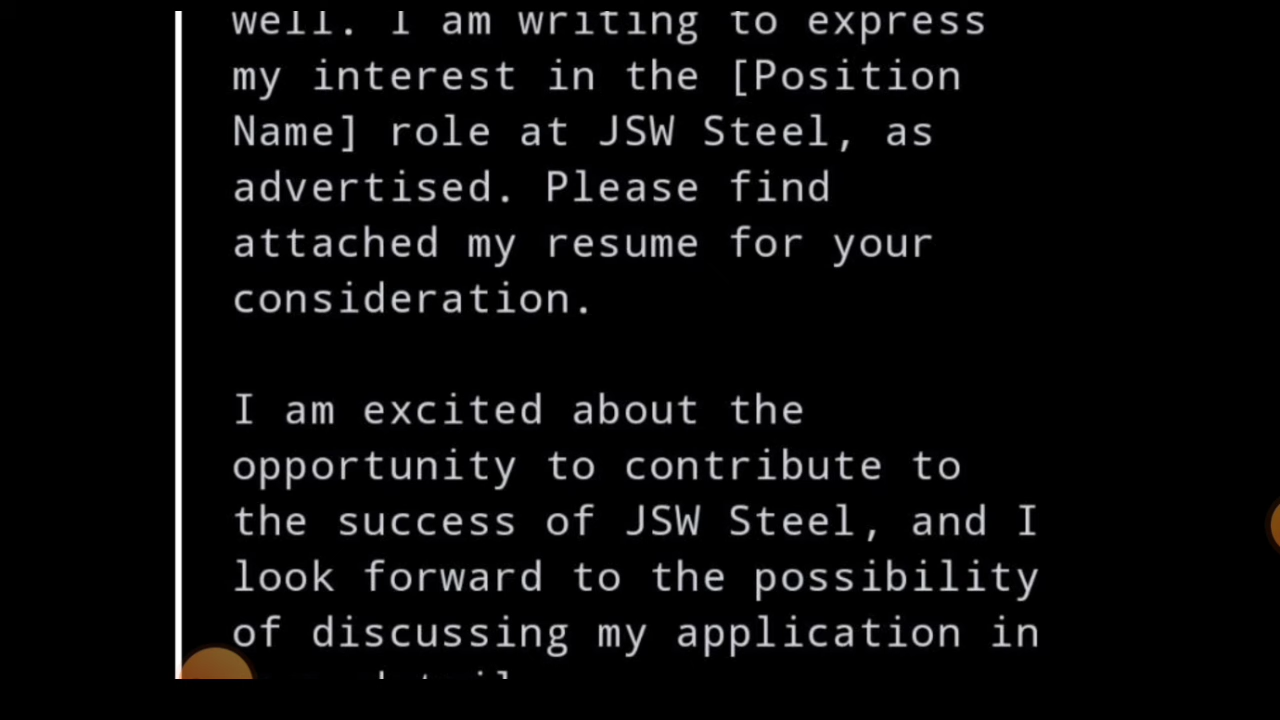 well. I am writing to express
my interest in the [Position
Name] role at JSW Steel, as
advertised. Please find
attached my resume for your
consideration.
I am excited about the
opportunity to contribute to
the success of JSW Steel, and I
look forward to the possibility
of discussing my application in